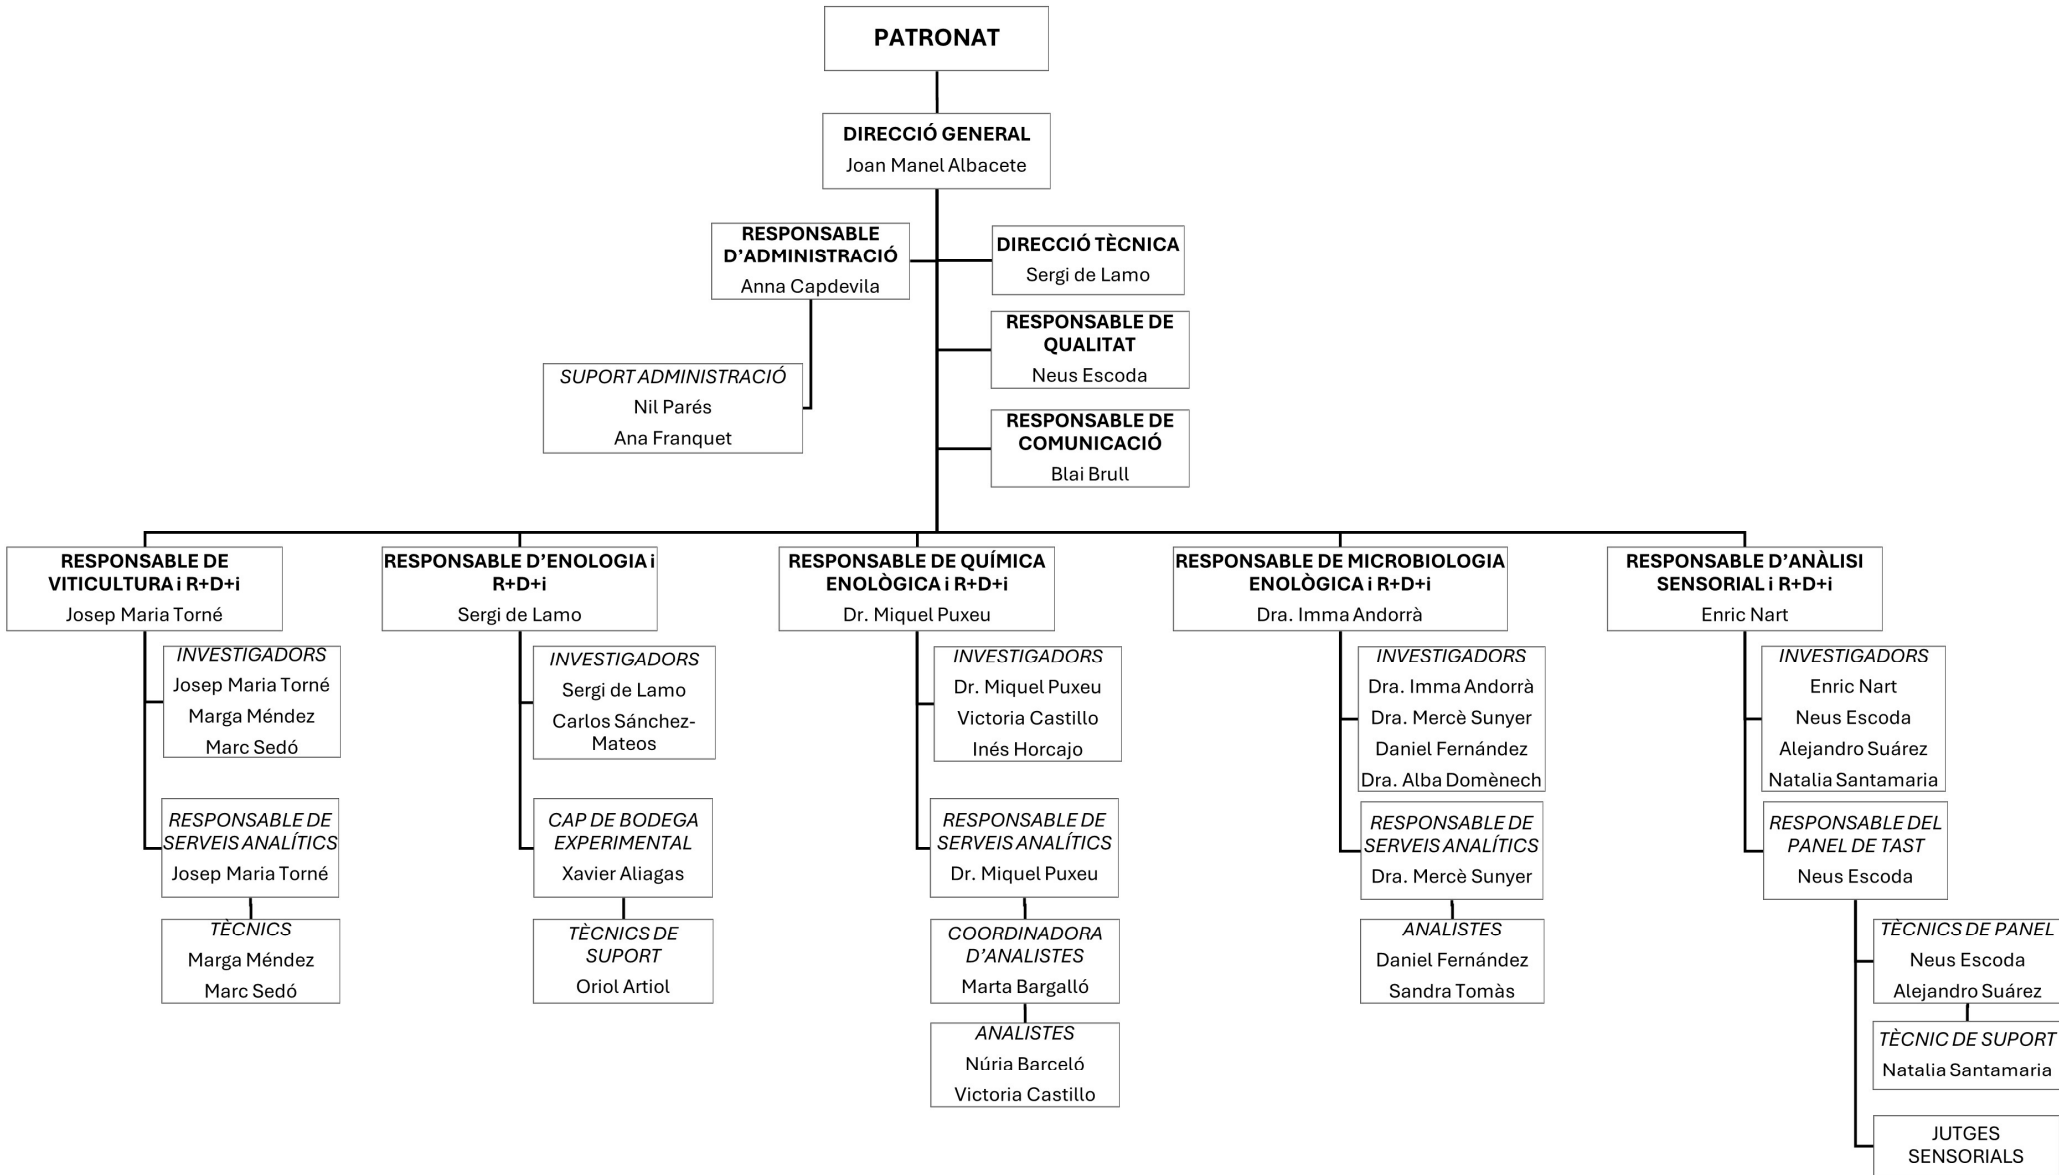 PATRONAT
DIRECCIÓ GENERAL
Joan Manel Albacete
RESPONSABLE
D’ADMINISTRACIÓ
Anna Capdevila
DIRECCIÓ TÈCNICA
Sergi de Lamo
RESPONSABLE DE
QUALITAT
Neus Escoda
SUPORT ADMINISTRACIÓ
Nil Parés
Ana Franquet
RESPONSABLE DE
COMUNICACIÓ
Blai Brull
RESPONSABLE DE
VITICULTURA i R+D+i
Josep Maria Torné
INVESTIGADORS
Josep Maria Torné
Marga Méndez
Marc Sedó
RESPONSABLE DE
SERVEIS ANALÍTICS
Josep Maria Torné
TÈCNICS
Marga Méndez
Marc Sedó
RESPONSABLE D’ENOLOGIA i
R+D+i
Sergi de Lamo
INVESTIGADORS
Sergi de Lamo
Carlos Sánchez-
Mateos
CAP DE BODEGA
EXPERIMENTAL
Xavier Aliagas
TÈCNICS DE
SUPORT
Oriol Artiol
RESPONSABLE DE QUÍMICA
ENOLÒGICA i R+D+i
Dr. Miquel Puxeu
INVESTIGADORS
Dr. Miquel Puxeu
Victoria Castillo
Inés Horcajo
RESPONSABLE DE
SERVEIS ANALÍTICS
Dr. Miquel Puxeu
COORDINADORA
D’ANALISTES
Marta Bargalló
ANALISTES
Núria Barceló
Victoria Castillo
RESPONSABLE DE MICROBIOLOGIA
ENOLÒGICA i R+D+i
Dra. Imma Andorrà
INVESTIGADORS
Dra. Imma Andorrà
Dra. Mercè Sunyer
Daniel Fernández
Dra. Alba Domènech
RESPONSABLE DE
SERVEIS ANALÍTICS
Dra. Mercè Sunyer
ANALISTES
Daniel Fernández
Sandra Tomàs
RESPONSABLE D’ANÀLISI
SENSORIAL i R+D+i
Enric Nart
INVESTIGADORS
Enric Nart
Neus Escoda
Alejandro Suárez
Natalia Santamaria
RESPONSABLE DEL
PANEL DE TAST
Neus Escoda
TÈCNICS DE PANEL
Neus Escoda
Alejandro Suárez
TÈCNIC DE SUPORT
Natalia Santamaria
JUTGES
SENSORIALS